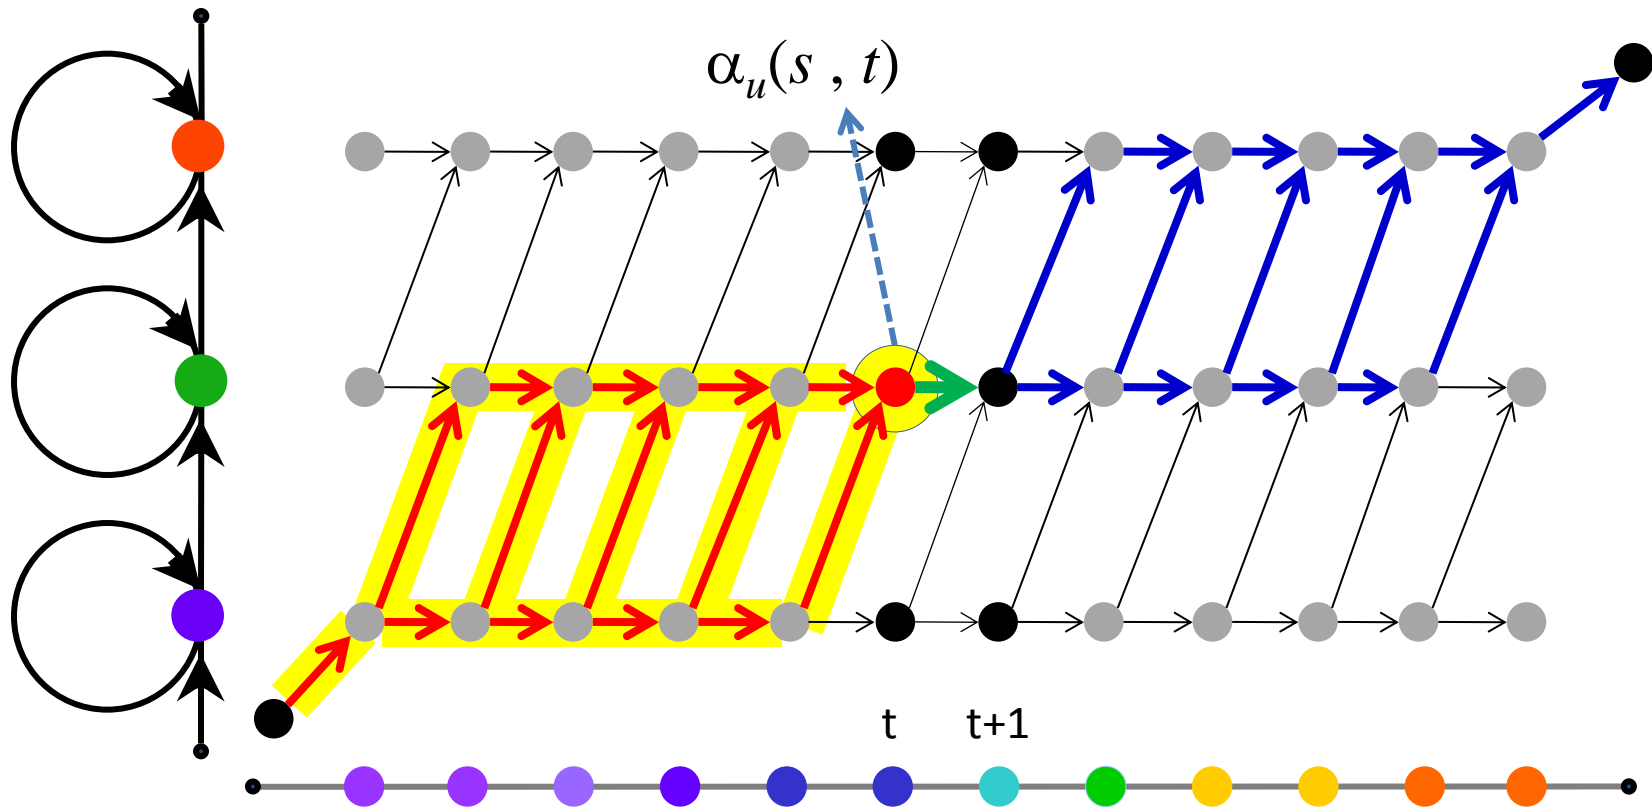 αu(s , t)
t t+1